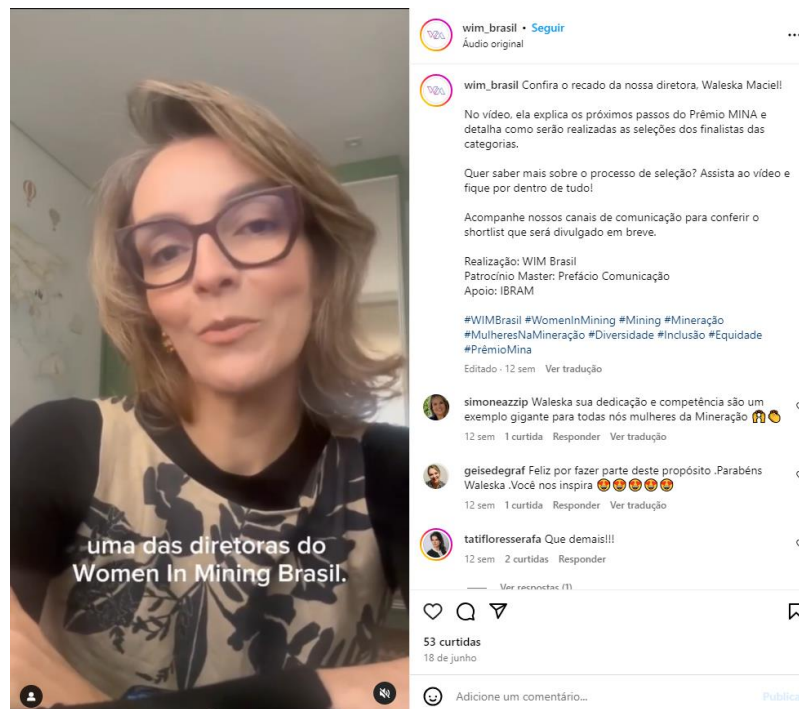 uma das diretoras do
Women In Mining Brasil.
wim_brasil • Seguir
Áudio original
wim_brasil Confira o recado da nossa diretora, Waleska Maciel!
No vídeo, ela explica os próximos passos do Prêmio MINA e
detalha como serão realizadas as seleções dos finalistas das
categorias.
Quer saber mais sobre o processo de seleção? Assista ao vídeo e
fique por dentro de tudo!
Acompanhe nossos canais de comunicação para conferir o
shortlist que será divulgado em breve.
Realização: WIM Brasil
Patrocínio Master: Prefácio Comunicação
Apoio: IBRAM
#WIMBrasil #WomenInMining #Mining #Mineração
#MulheresNaMineração #Diversidade #Inclusão #Equidade
#PrêmioMina
Editado · 12 sem Ver tradução
simoneazzip Waleska sua dedicação e competência são um
exemplo gigante para todas nós mulheres da Mineração 🙌👏
12 sem 1 curtida Responder Ver tradução
geisedegraf Feliz por fazer parte deste propósito .Parabéns
Waleska .Você nos inspira 😍😍😍😍😍
12 sem 1 curtida Responder Ver tradução
tatifloresserafa Que demais!!!
12 sem 2 curtidas Responder
Ver respostas (1)
53 curtidas
18 de junho
Adicione um comentário...
Publica